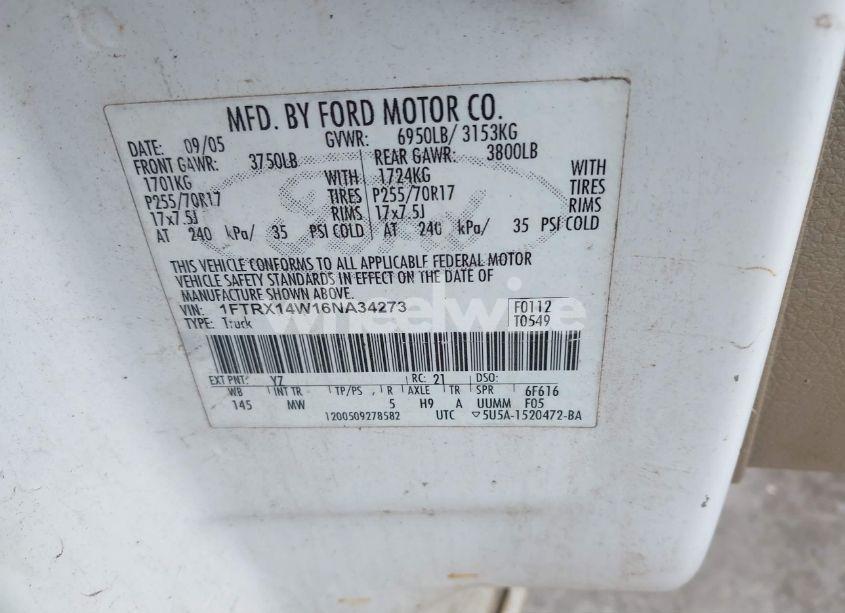 MFD. BY FORD MOTOR CO.
DATE: 09/05 GVWR: 6950LB/ 3153KG
FRONT GAWR: 3750LB REAR GAWR: 3800LB
1701KG WITH 1724KG WITH
P255/70R17 TIRES P255/70R17 TIRES
17x7.5J RIMS 17x7.5J RIMS
AT 240 kPa/ 35 PSI COLD AT 240 kPa/ 35 PSI COLD
Ford
THIS VEHICLE CONFORMS TO ALL APPLICABLE FEDERAL MOTOR
VEHICLE SAFETY STANDARDS IN EFFECT ON THE DATE OF
MANUFACTURE SHOWN ABOVE.
VIN: 1FTRX14W16NA34273 F0112
TYPE: Truck T0549
wheelwire
EXT PNT: YZ RC: 21 DSO:
WB INT TR TP/PS R AXLE TR SPR 6F616
145 MW 5 H9 A UUMM F05
1200509278582 UTC ▽5U5A-1520472-BA